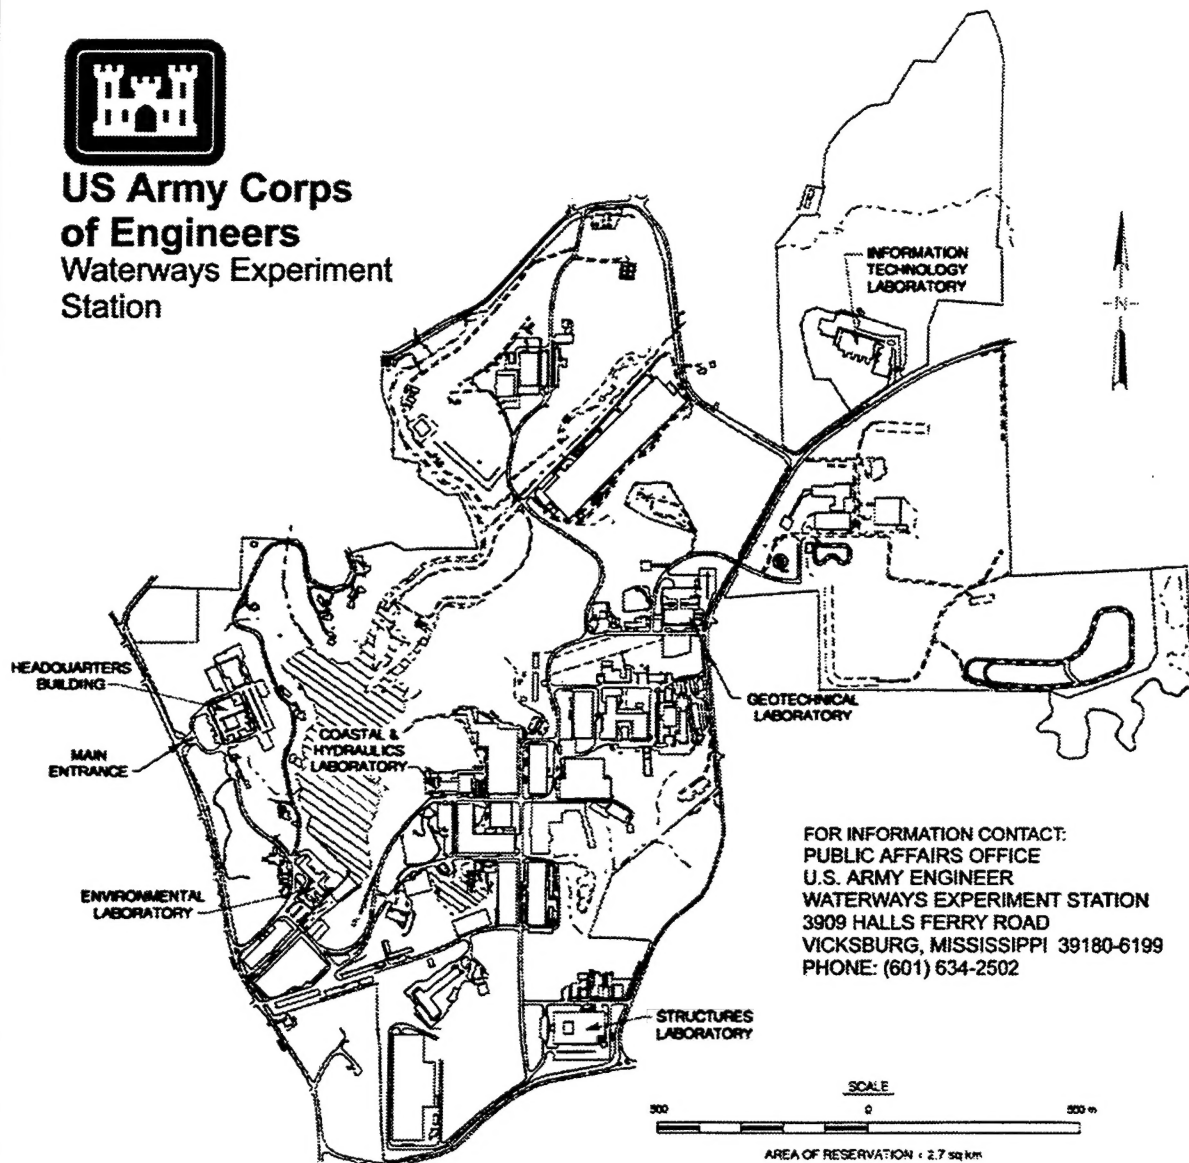 US Army Corps
of Engineers
Waterways Experiment
Station
INFORMATION
TECHNOLOGY
LABORATORY
N
HEADQUARTERS
BUILDING
MAIN
ENTRANCE
COASTAL &
HYDRAULICS
LABORATORY
GEOTECHNICAL
LABORATORY
ENVIRONMENTAL
LABORATORY
STRUCTURES
LABORATORY
FOR INFORMATION CONTACT:
PUBLIC AFFAIRS OFFICE
U.S. ARMY ENGINEER
WATERWAYS EXPERIMENT STATION
3909 HALLS FERRY ROAD
VICKSBURG, MISSISSIPPI 39180-6199
PHONE: (601) 634-2502
SCALE
500 0 500 m
AREA OF RESERVATION : 2.7 sq km